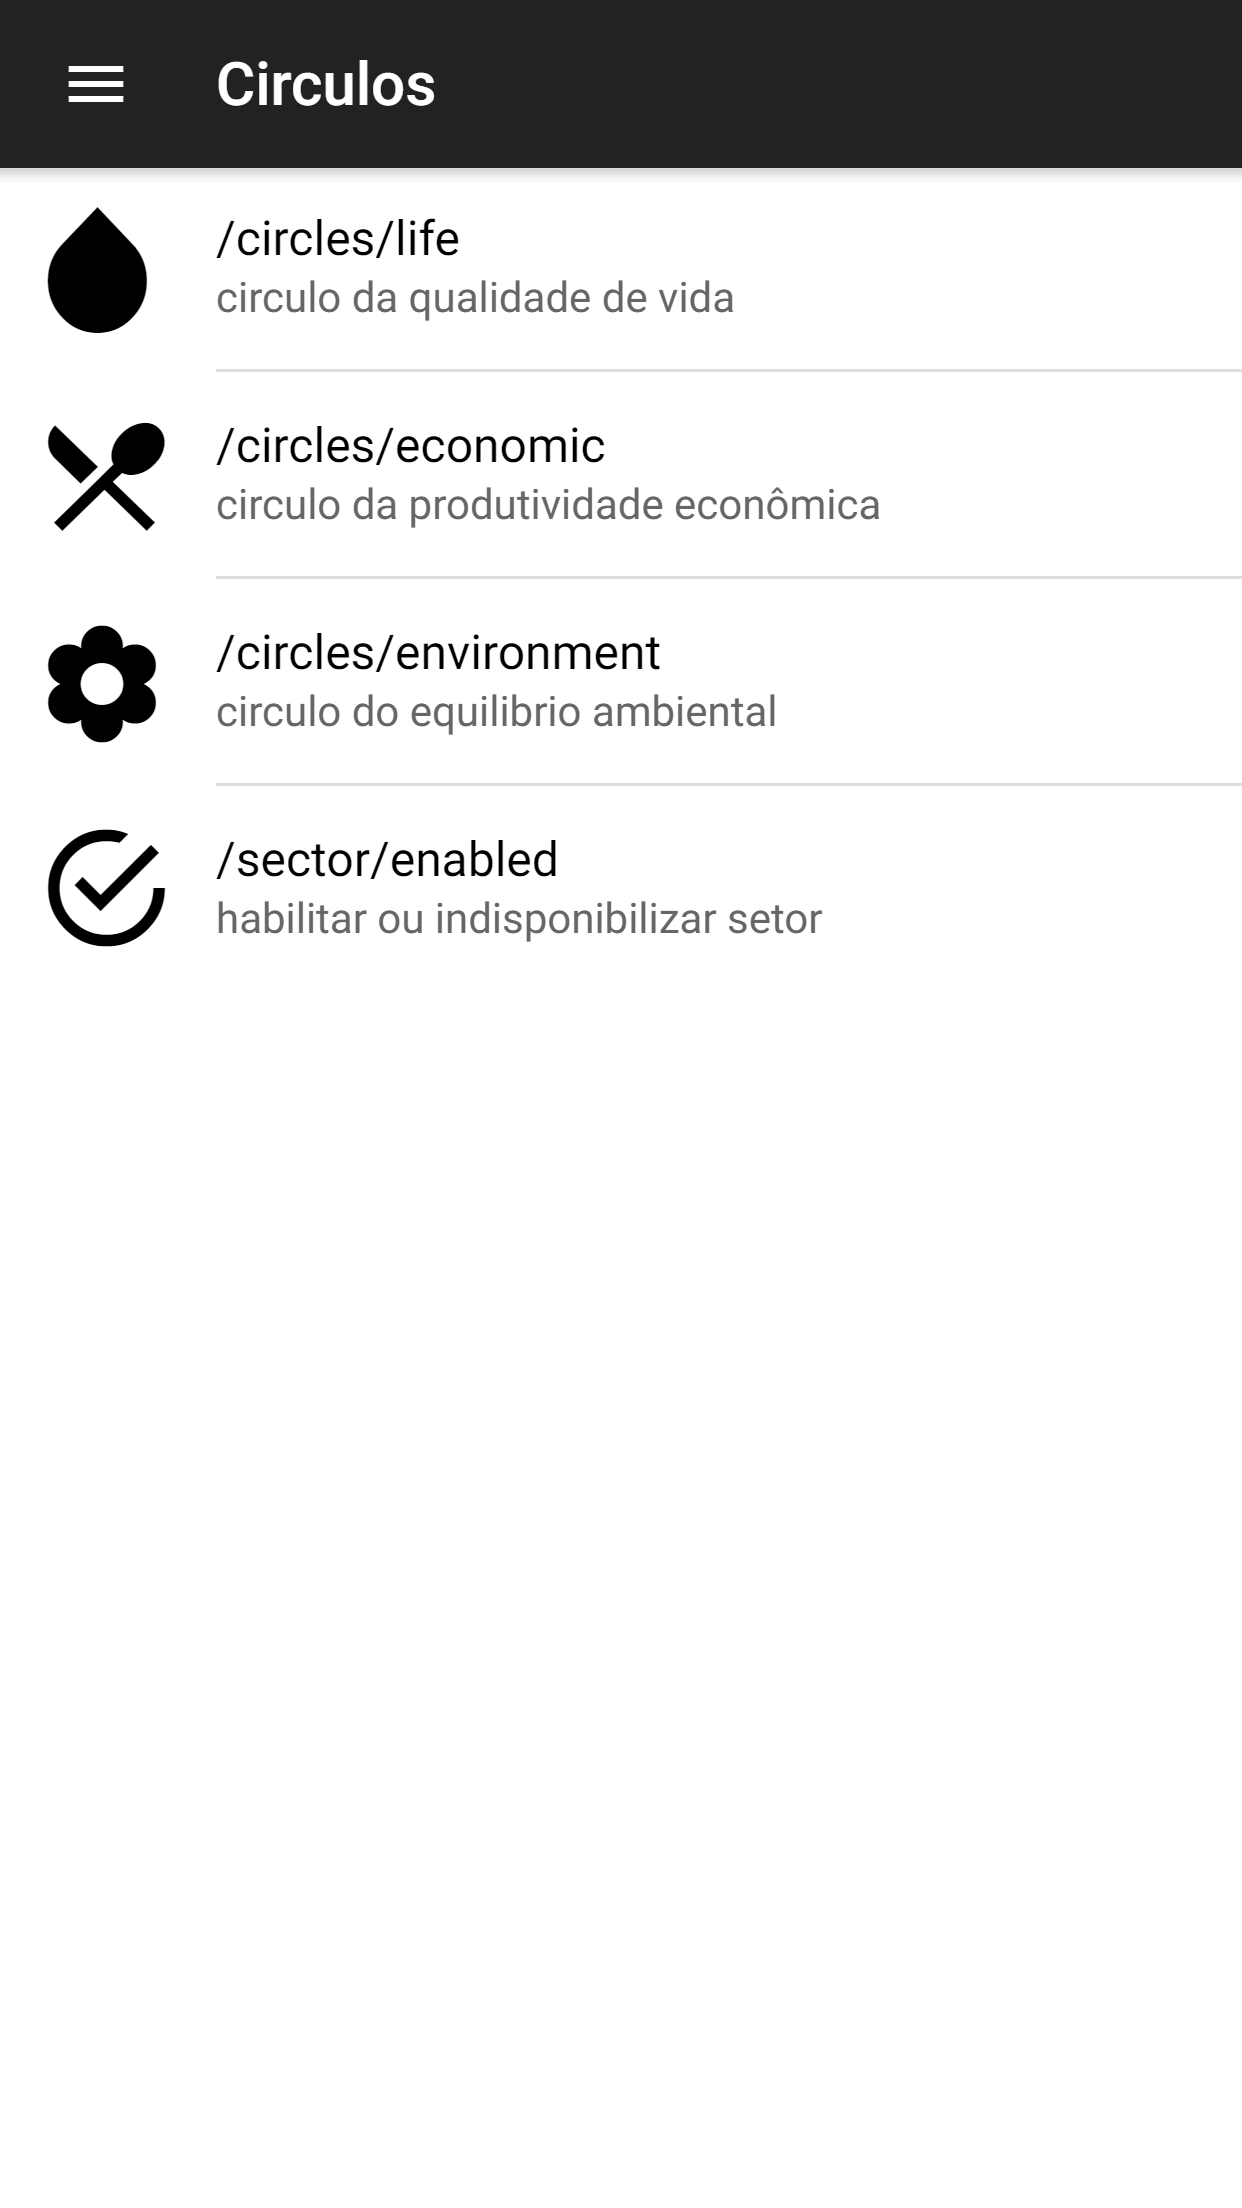 Circulos
/circles/life
circulo da qualidade de vida
/circles/economic
circulo da produtividade econômica
/circles/environment
circulo do equilibrio ambiental
/sector/enabled
habilitar ou indisponibilizar setor